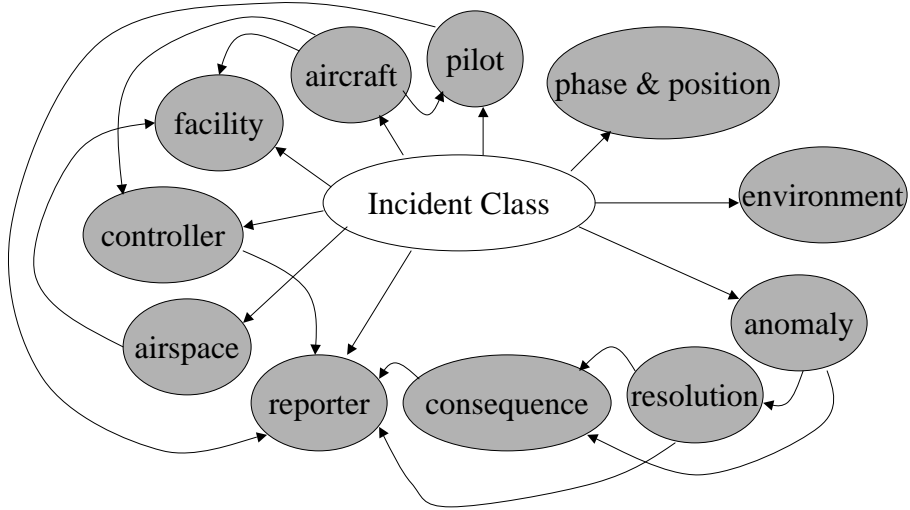 pilot
aircraft
phase & position
facility
Incident Class
environment
controller
anomaly
airspace
reporter
consequence
resolution